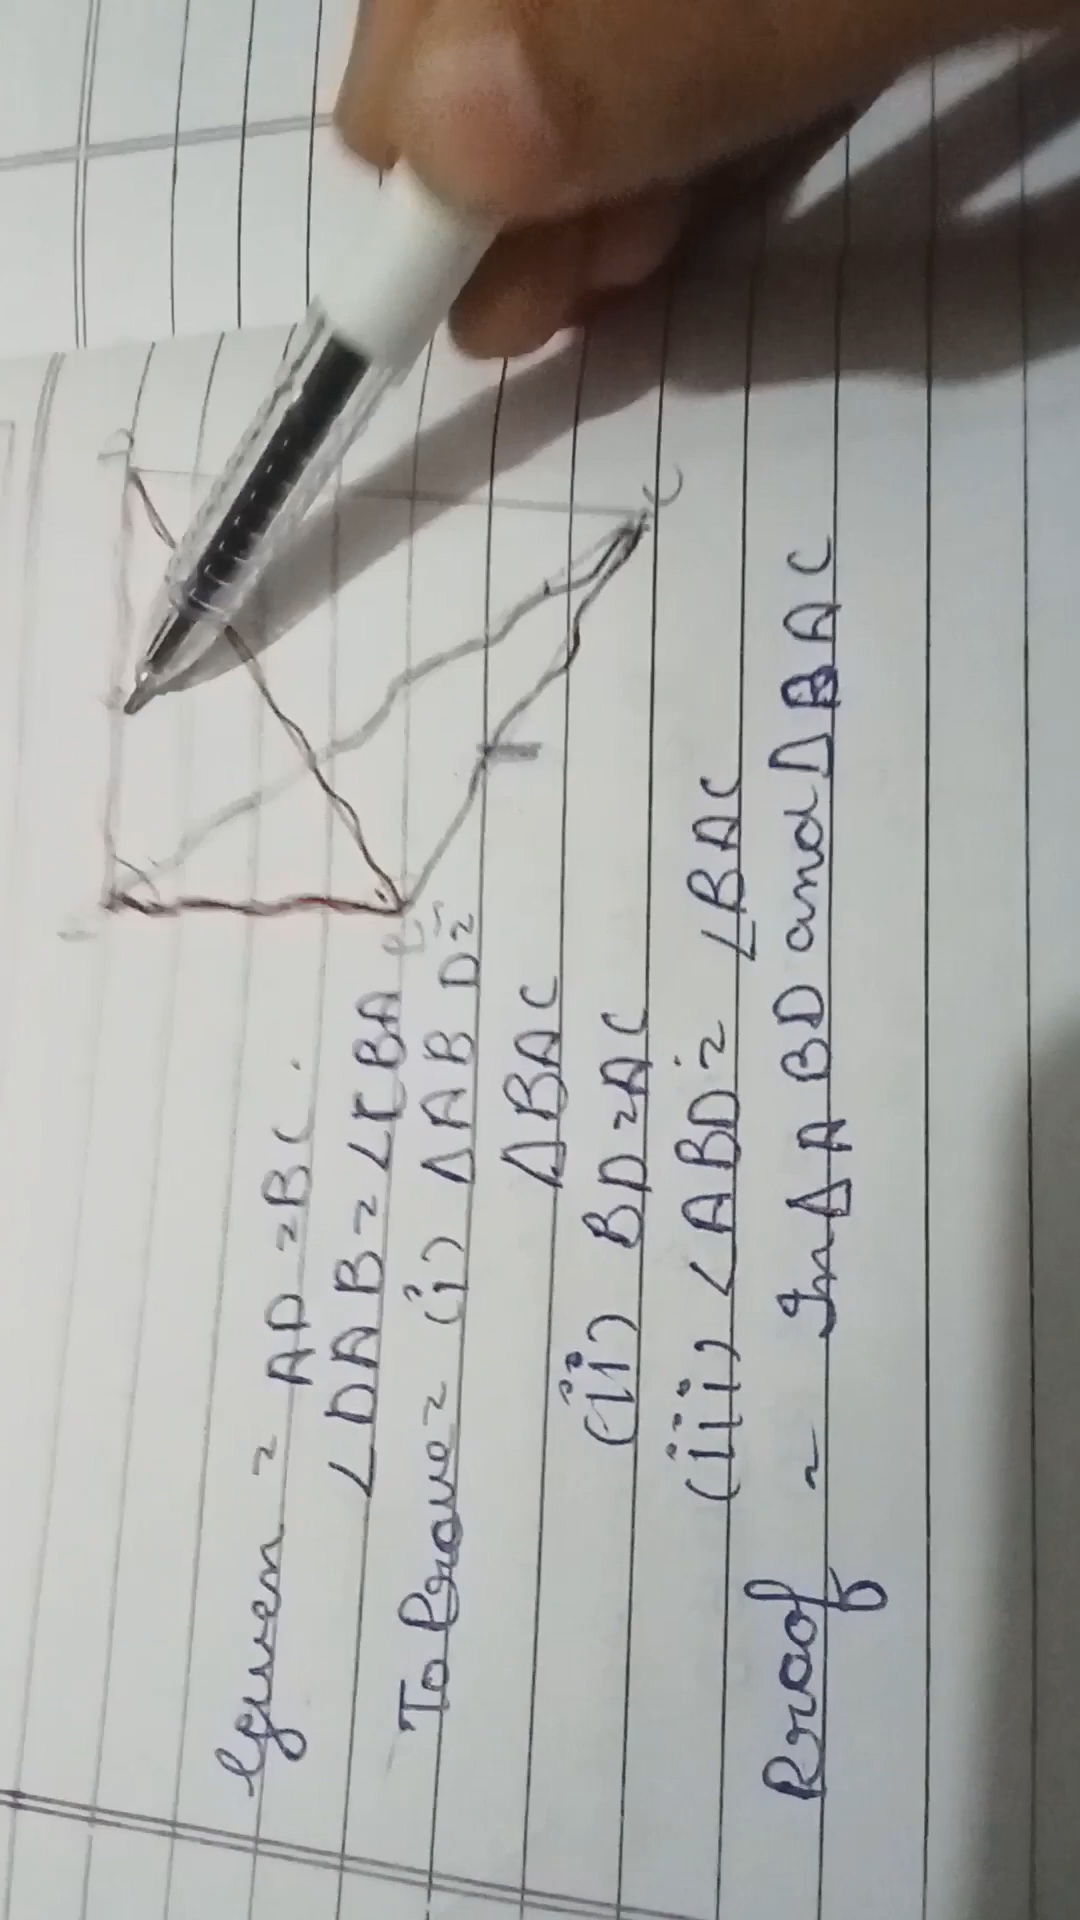 Given = AD = BC.
∠DAB = ∠CBA
To Prove = (i) ΔABD ≅
ΔBAC
(ii) BD = AC
(iii) ∠ABD = ∠BAC
Proof - In ΔABD and ΔBAC
D
C
B